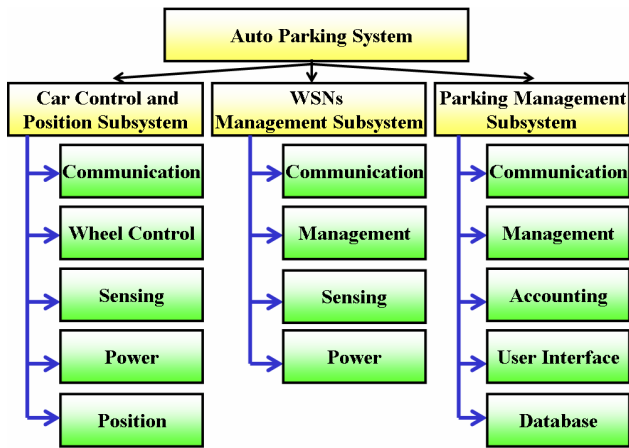 Auto Parking System
Car Control and
Position Subsystem
WSNs
Management Subsystem
Parking Management
Subsystem
Communication
Wheel Control
Sensing
Power
Position
Communication
Management
Sensing
Power
Communication
Management
Accounting
User Interface
Database